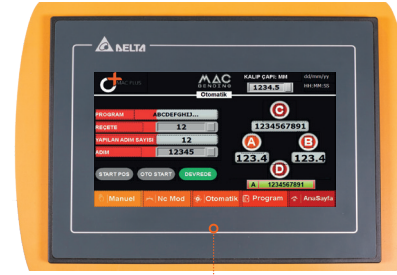 DELTA
MAC PLUS
MAC
BENDING
Otomatik
KALIP ÇAPI: MM
1234.5
dd/mm/yy
HH:MM:SS
PROGRAM ABCDEFGHIJ...
REÇETE 12
YAPILAN ADIM SAYISI 12
ADIM 12345
START POS OTO START DEVREDE
C
1234567891
A
123.4
B
123.4
D
A 1234567891
Manuel Nc Mod Otomatik Program AnaSayfa